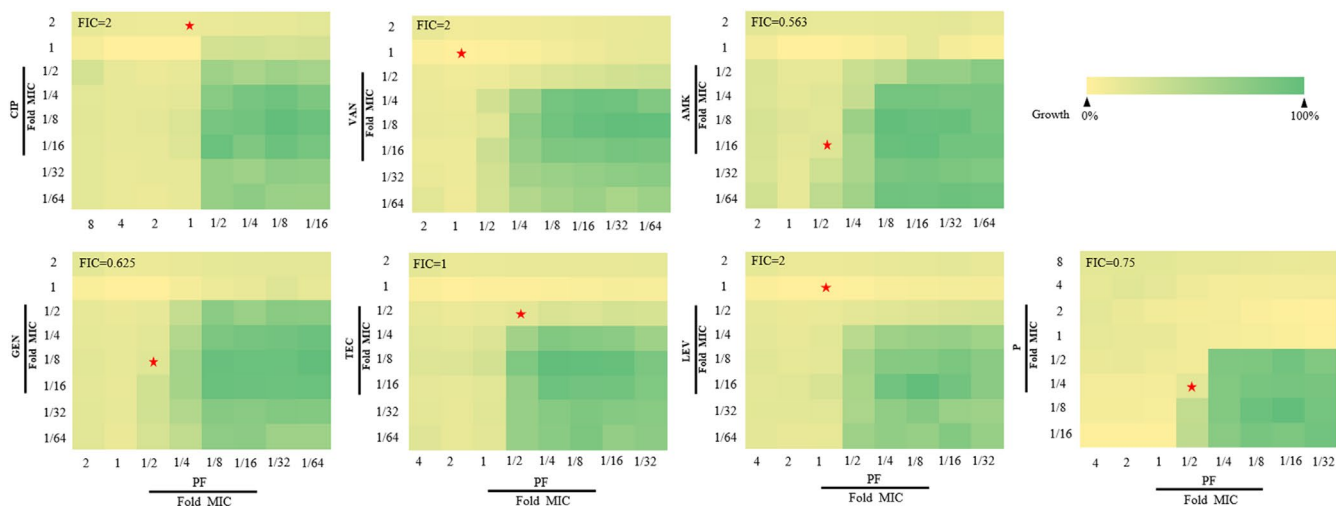 FIC=2
2
1
1/2
1/4
1/8
1/16
1/32
1/64
CIP
Fold MIC
8 4 2 1 1/2 1/4 1/8 1/16
FIC=2
2
1
1/2
1/4
1/8
1/16
1/32
1/64
VAN
Fold MIC
2 1 1/2 1/4 1/8 1/16 1/32 1/64
FIC=0.563
2
1
1/2
1/4
1/8
1/16
1/32
1/64
AMK
Fold MIC
2 1 1/2 1/4 1/8 1/16 1/32 1/64
Growth 0% 100%
FIC=0.625
2
1
1/2
1/4
1/8
1/16
1/32
1/64
GEN
Fold MIC
2 1 1/2 1/4 1/8 1/16 1/32 1/64
PF
Fold MIC
FIC=1
2
1
1/2
1/4
1/8
1/16
1/32
1/64
TEC
Fold MIC
4 2 1 1/2 1/4 1/8 1/16 1/32
PF
Fold MIC
FIC=2
2
1
1/2
1/4
1/8
1/16
1/32
1/64
LEV
Fold MIC
4 2 1 1/2 1/4 1/8 1/16 1/32
PF
Fold MIC
FIC=0.75
8
4
2
1
1/2
1/4
1/8
1/16
P
Fold MIC
4 2 1 1/2 1/4 1/8 1/16 1/32
PF
Fold MIC